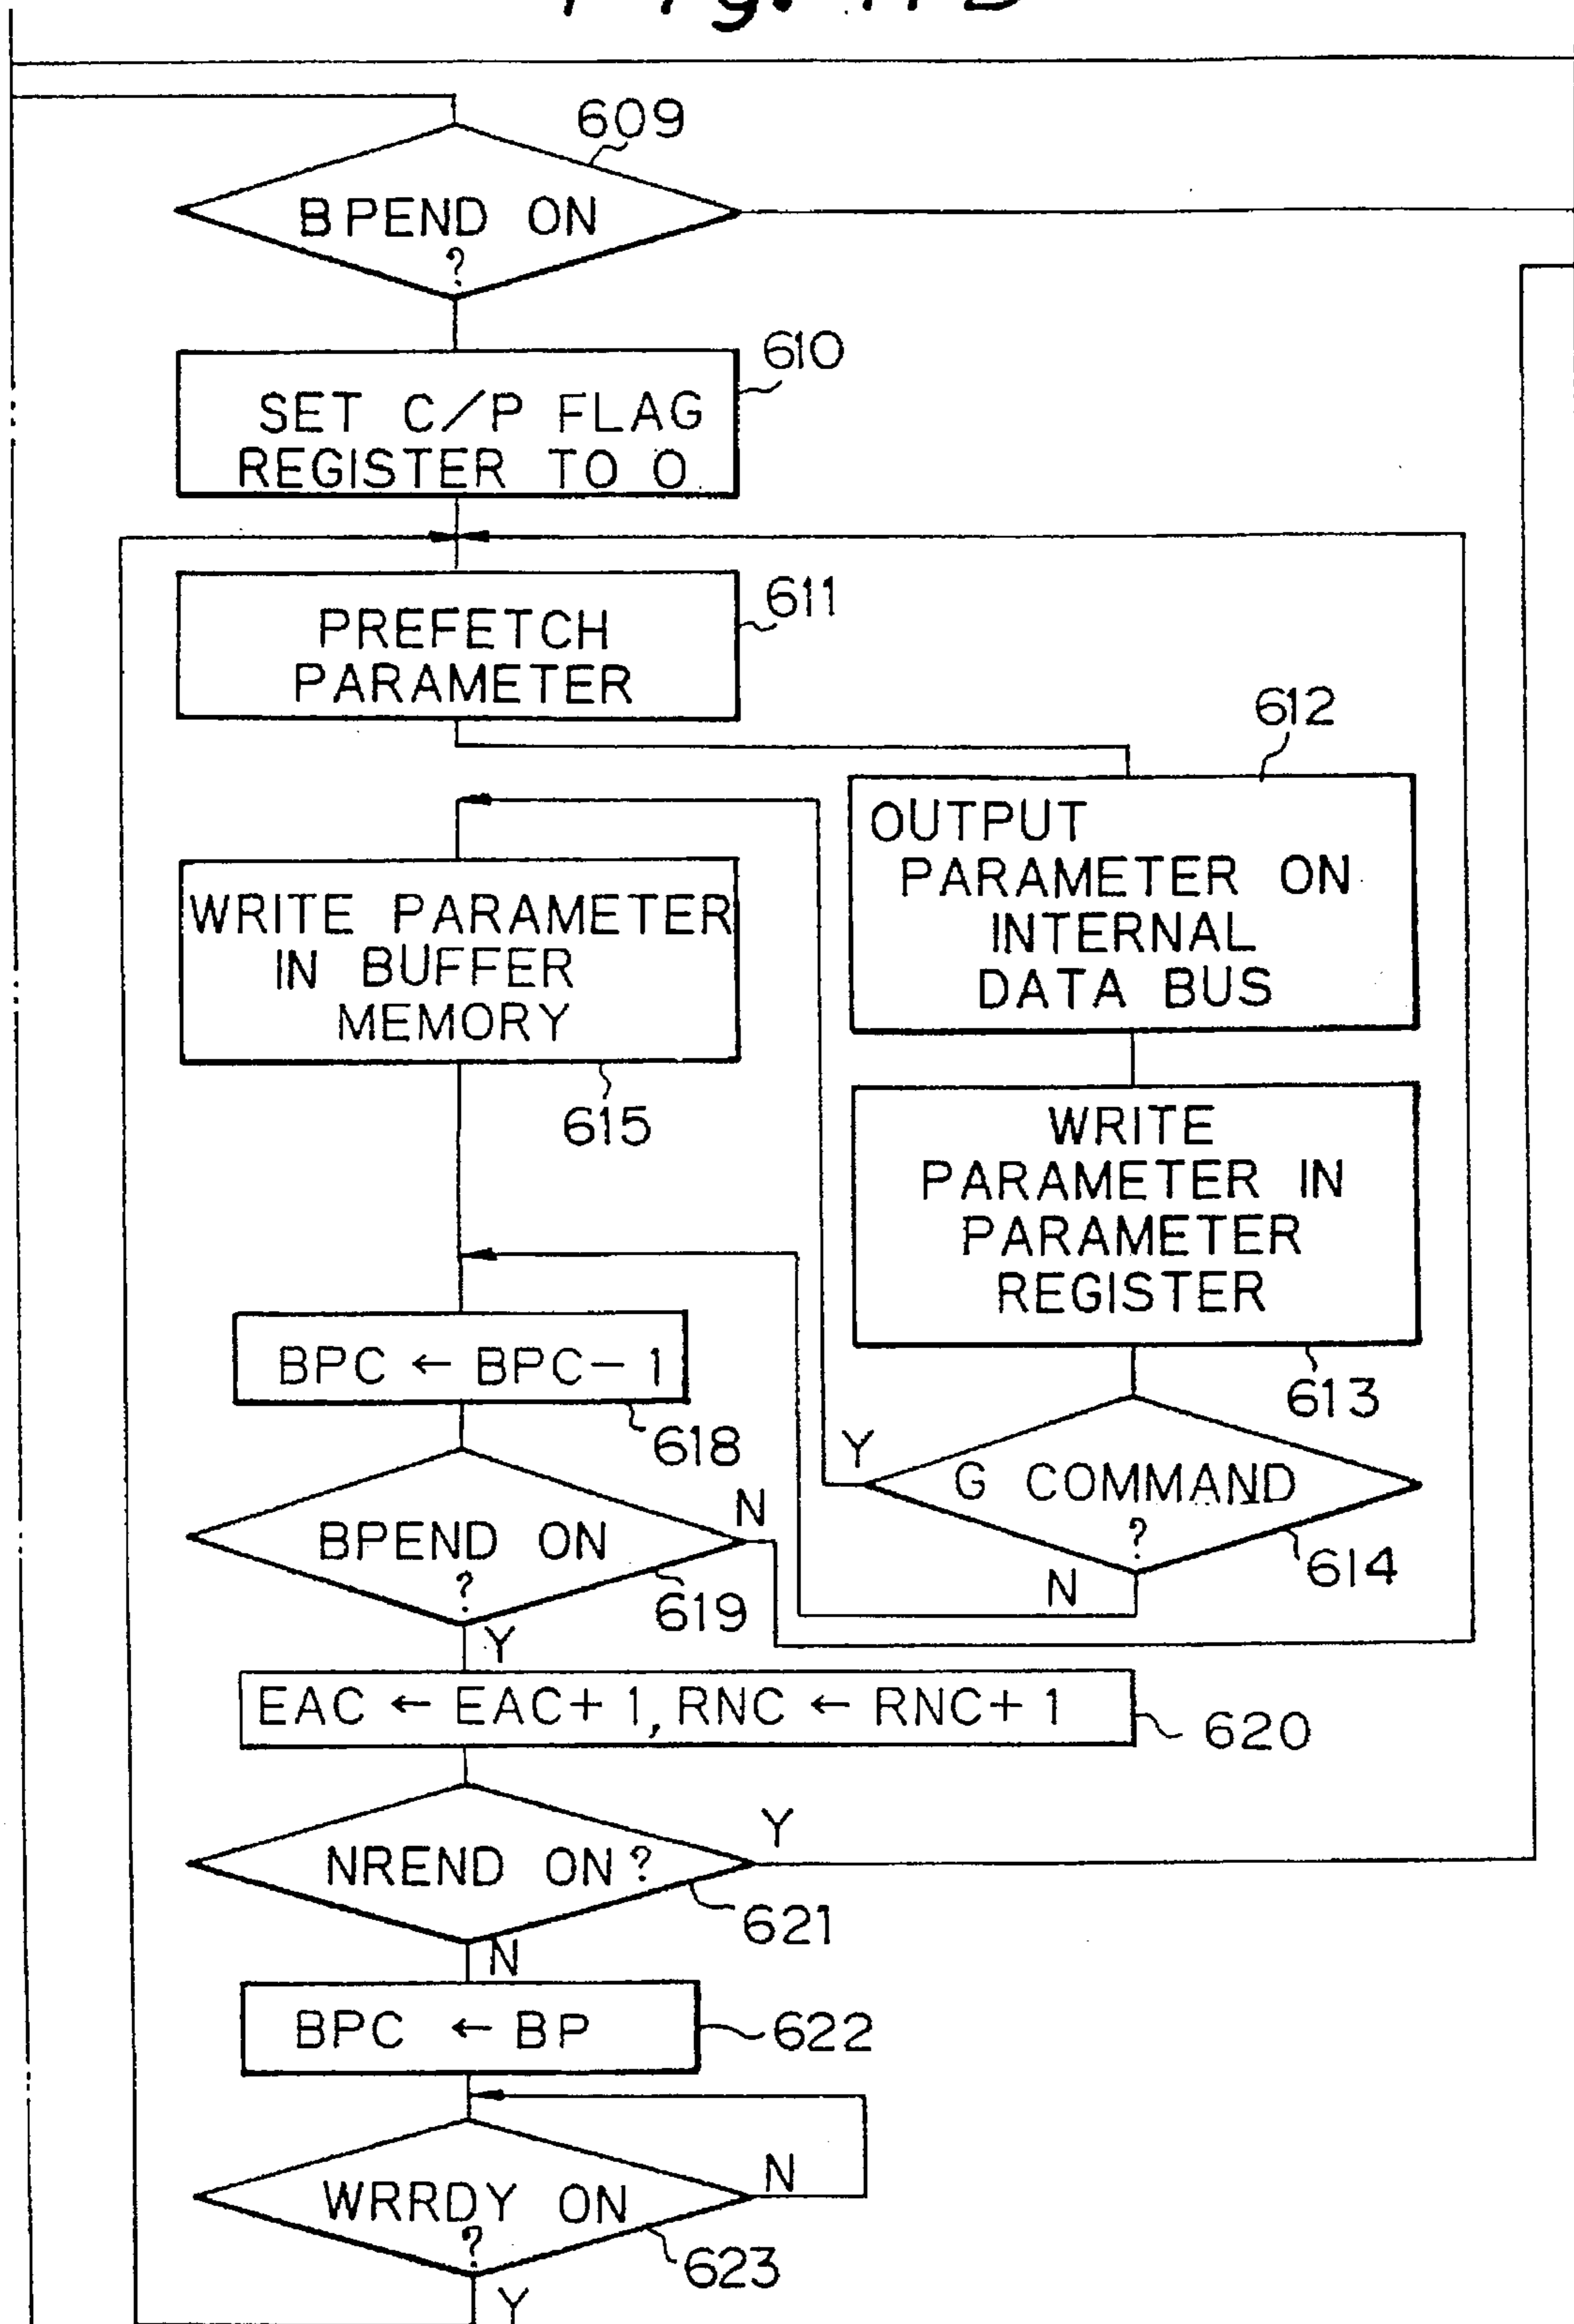 609
BPEND ON
?
610
SET C/P FLAG
REGISTER TO 0
611
PREFETCH
PARAMETER
612
OUTPUT
PARAMETER ON
INTERNAL
DATA BUS
WRITE PARAMETER
IN BUFFER
MEMORY
615
WRITE
PARAMETER IN
PARAMETER
REGISTER
613
BPC ← BPC- 1
618
Y
G COMMAND
?
614
N
BPEND ON
?
N
619
Y
EAC ← EAC+ 1, RNC ← RNC+ 1
620
NREND ON?
Y
621
N
BPC ← BP
622
WRRDY ON
?
N
623
Y